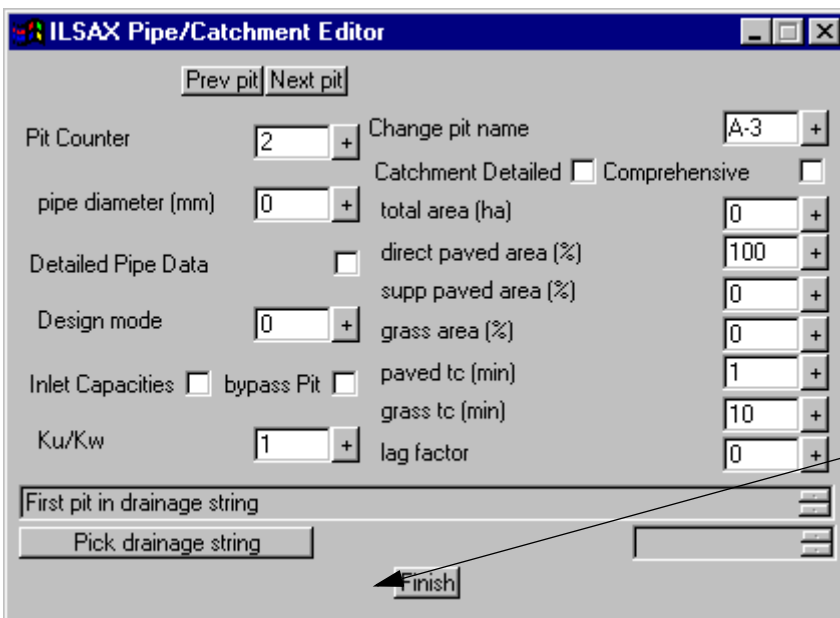 ILSAX Pipe/Catchment Editor
Prev pit Next pit
Pit Counter 2 +
Change pit name A-3 +
Catchment Detailed Comprehensive
pipe diameter (mm) 0 +
total area (ha) 0 +
direct paved area (%) 100 +
Detailed Pipe Data
supp paved area (%) 0 +
Design mode 0 +
grass area (%) 0 +
paved tc (min) 1 +
Inlet Capacities bypass Pit
grass tc (min) 10 +
Ku/Kw 1 +
lag factor 0 +
First pit in drainage string
Pick drainage string
Finish